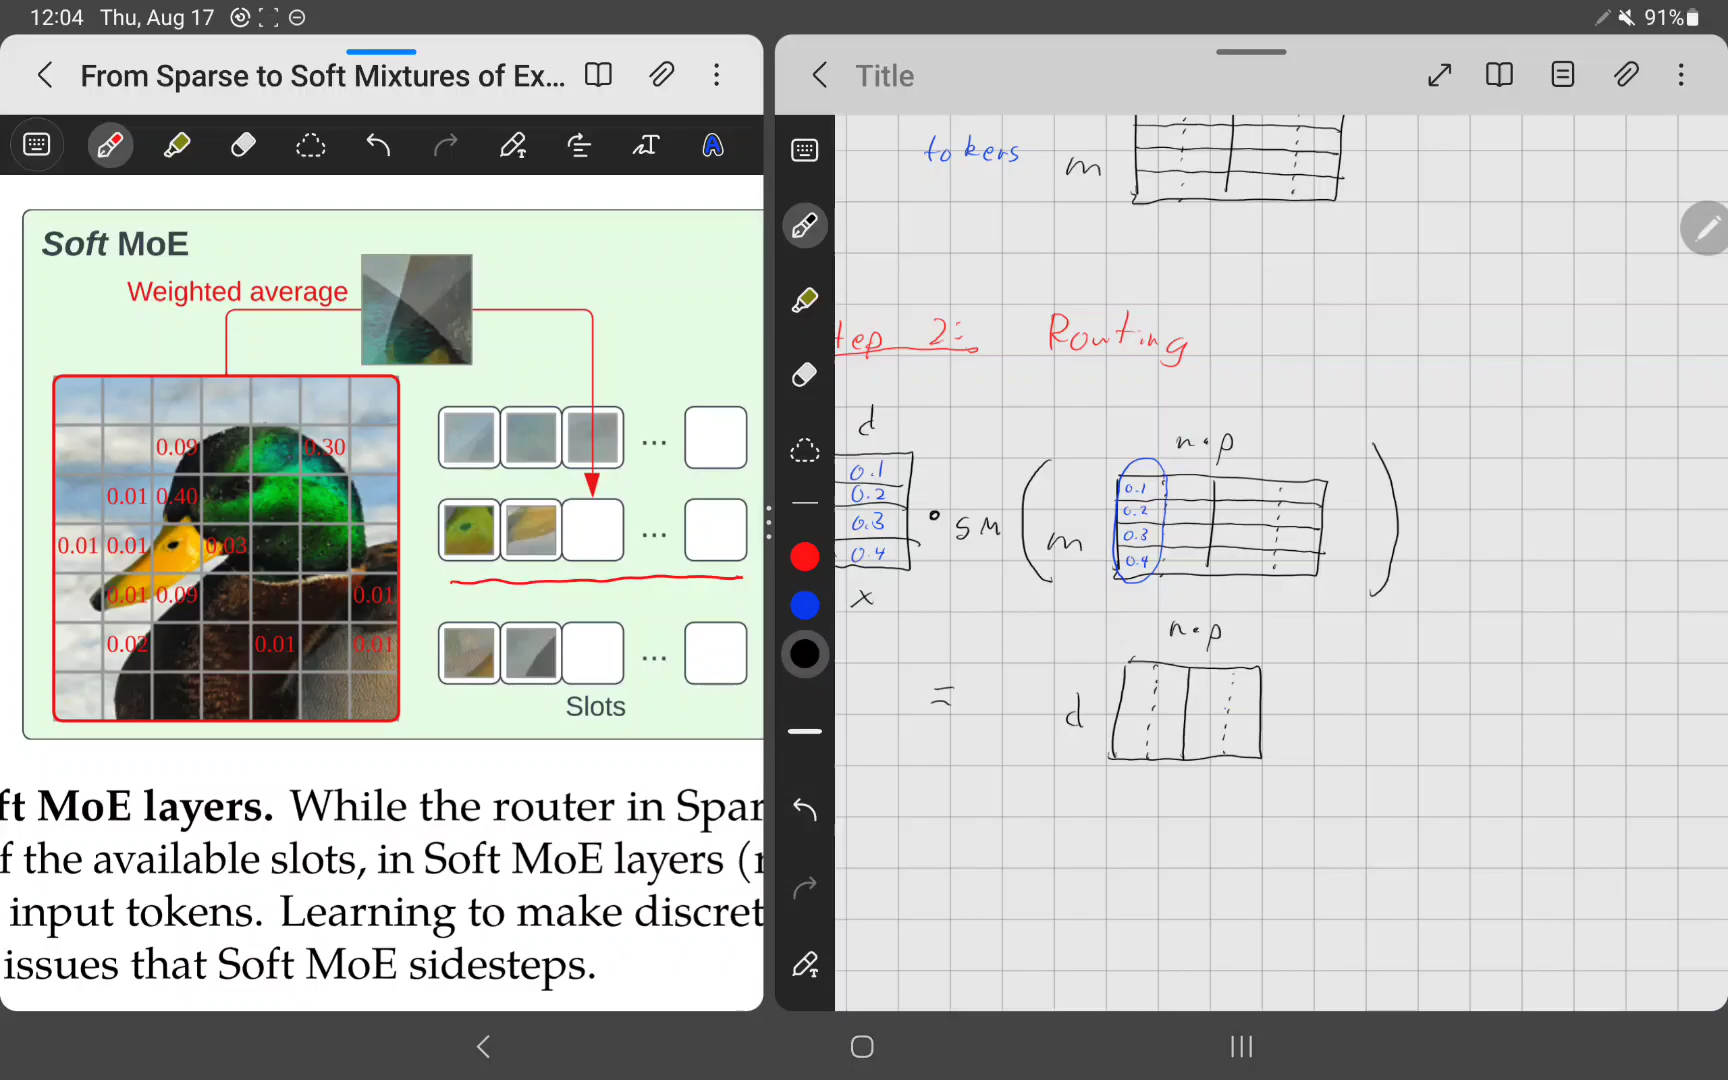 12:04 Thu, Aug 17
91%
From Sparse to Soft Mixtures of Ex...
Soft MoE
Weighted average
0.09 0.30
0.01 0.40
0.01 0.01 0.03
0.01 0.09 0.01
0.02 0.01 0.01
...
...
...
Slots
ft MoE layers. While the router in Spar
f the available slots, in Soft MoE layers (r
input tokens. Learning to make discret
issues that Soft MoE sidesteps.
Title
tokers
m
tep 2: Routing
d
n·p
0.1
0.2
0.3
0.4
x
· SM
(
m
0.1
0.2
0.3
0.4
)
n·p
=
d